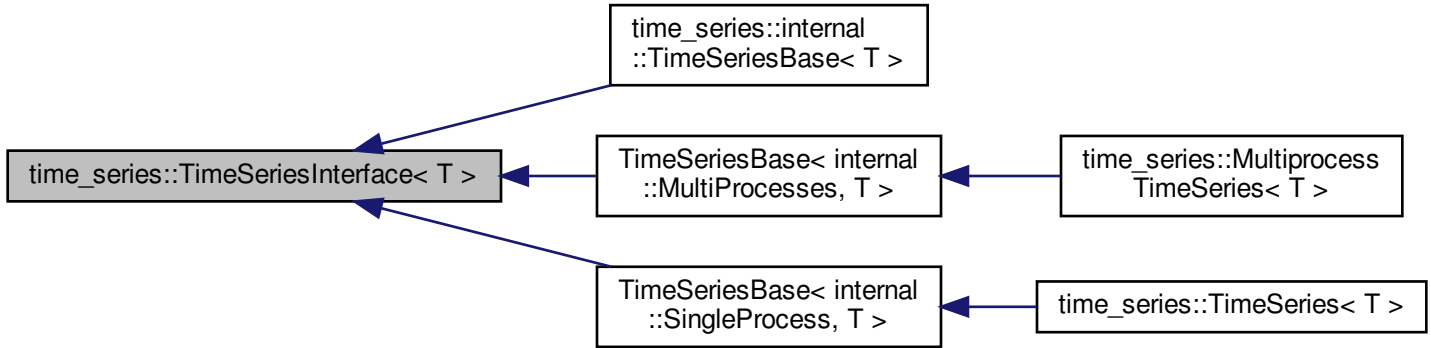 time_series::internal
::TimeSeriesBase< T >
time_series::TimeSeriesInterface< T >
TimeSeriesBase< internal
::MultiProcesses, T >
time_series::Multiprocess
TimeSeries< T >
TimeSeriesBase< internal
::SingleProcess, T >
time_series::TimeSeries< T >